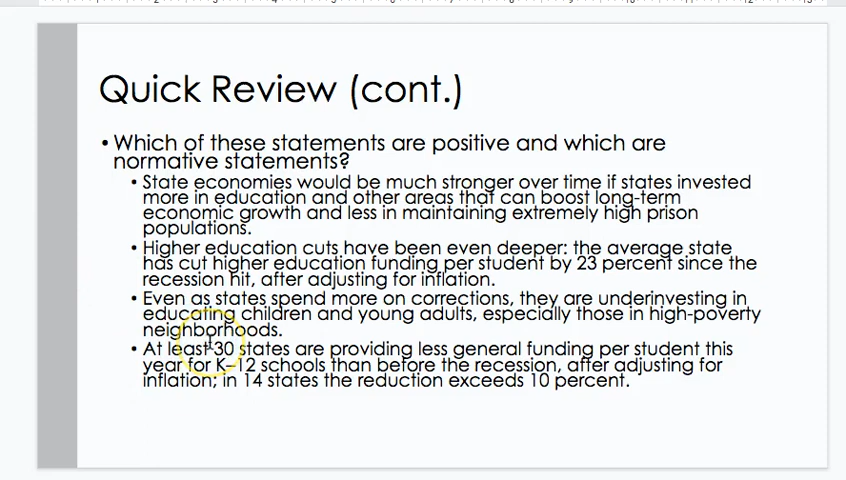 Quick Review (cont.)
• Which of these statements are positive and which are
normative statements?
• State economies would be much stronger over time if states invested
more in education and other areas that can boost long-term
economic growth and less in maintaining extremely high prison
populations.
• Higher education cuts have been even deeper: the average state
has cut higher education funding per student by 23 percent since the
recession hit, after adjusting for inflation.
• Even as states spend more on corrections, they are underinvesting in
educating children and young adults, especially those in high-poverty
neighborhoods.
• At least 30 states are providing less general funding per student this
year for K–12 schools than before the recession, after adjusting for
inflation; in 14 states the reduction exceeds 10 percent.